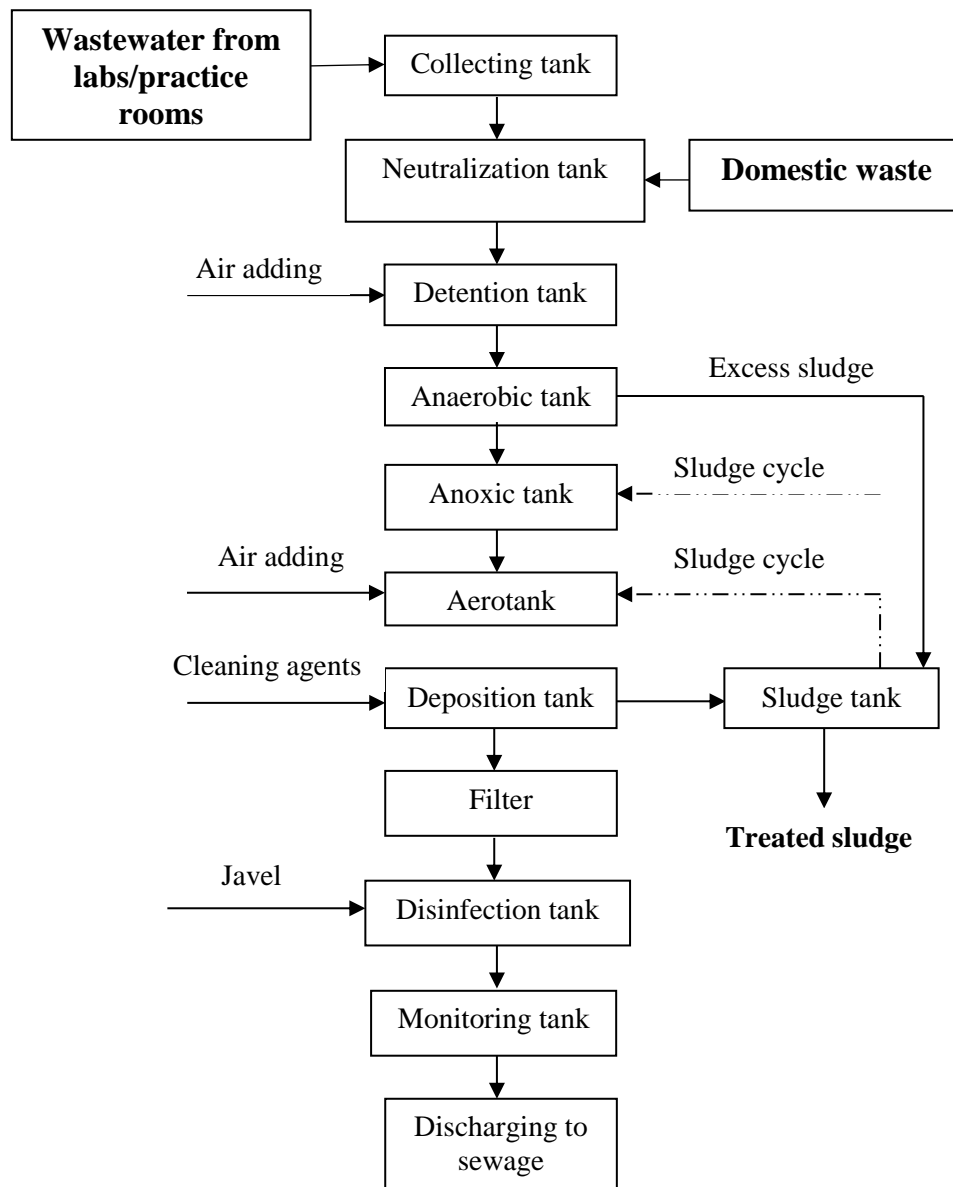 Wastewater from
labs/practice
rooms
Collecting tank
Neutralization tank
Domestic waste
Air adding
Detention tank
Excess sludge
Anaerobic tank
Sludge cycle
Anoxic tank
Air adding
Sludge cycle
Aerotank
Cleaning agents
Deposition tank
Sludge tank
Filter
Treated sludge
Javel
Disinfection tank
Monitoring tank
Discharging to
sewage